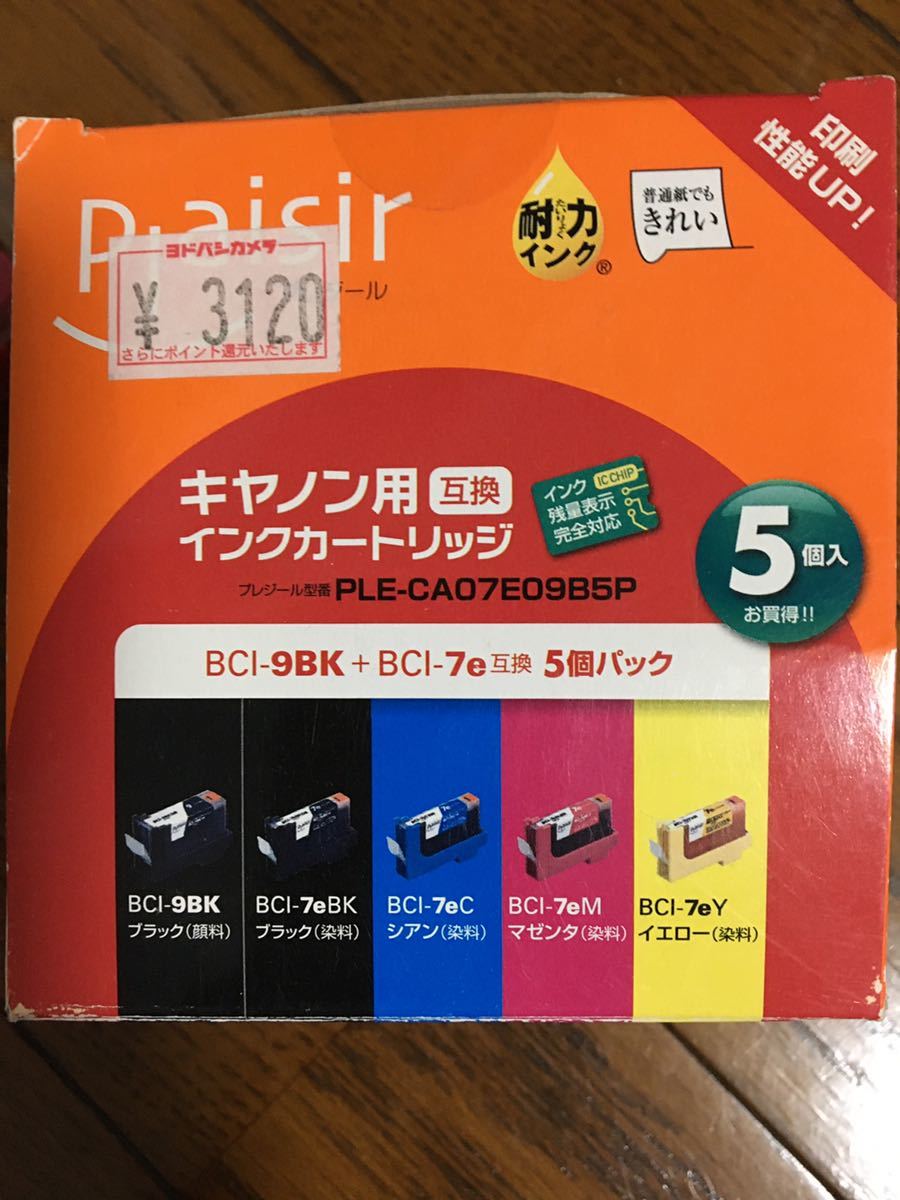 印刷
性能UP!
Plaisir
ジール
ヨドバシカメラ
¥ 3120
さらにポイント還元いたします
たいりょく
耐力
インク®
普通紙でも
きれい
キヤノン用 互換
インクカートリッジ
IC CHIP
インク
残量表示
完全対応
プレジール型番 PLE-CA07E09B5P
5個入
お買得!!
BCI-9BK + BCI-7e互換 5個パック
BCI-9BK
ブラック(顔料)
BCI-7eBK
ブラック(染料)
BCI-7eC
シアン(染料)
BCI-7eM
マゼンタ(染料)
BCI-7eY
イエロー(染料)